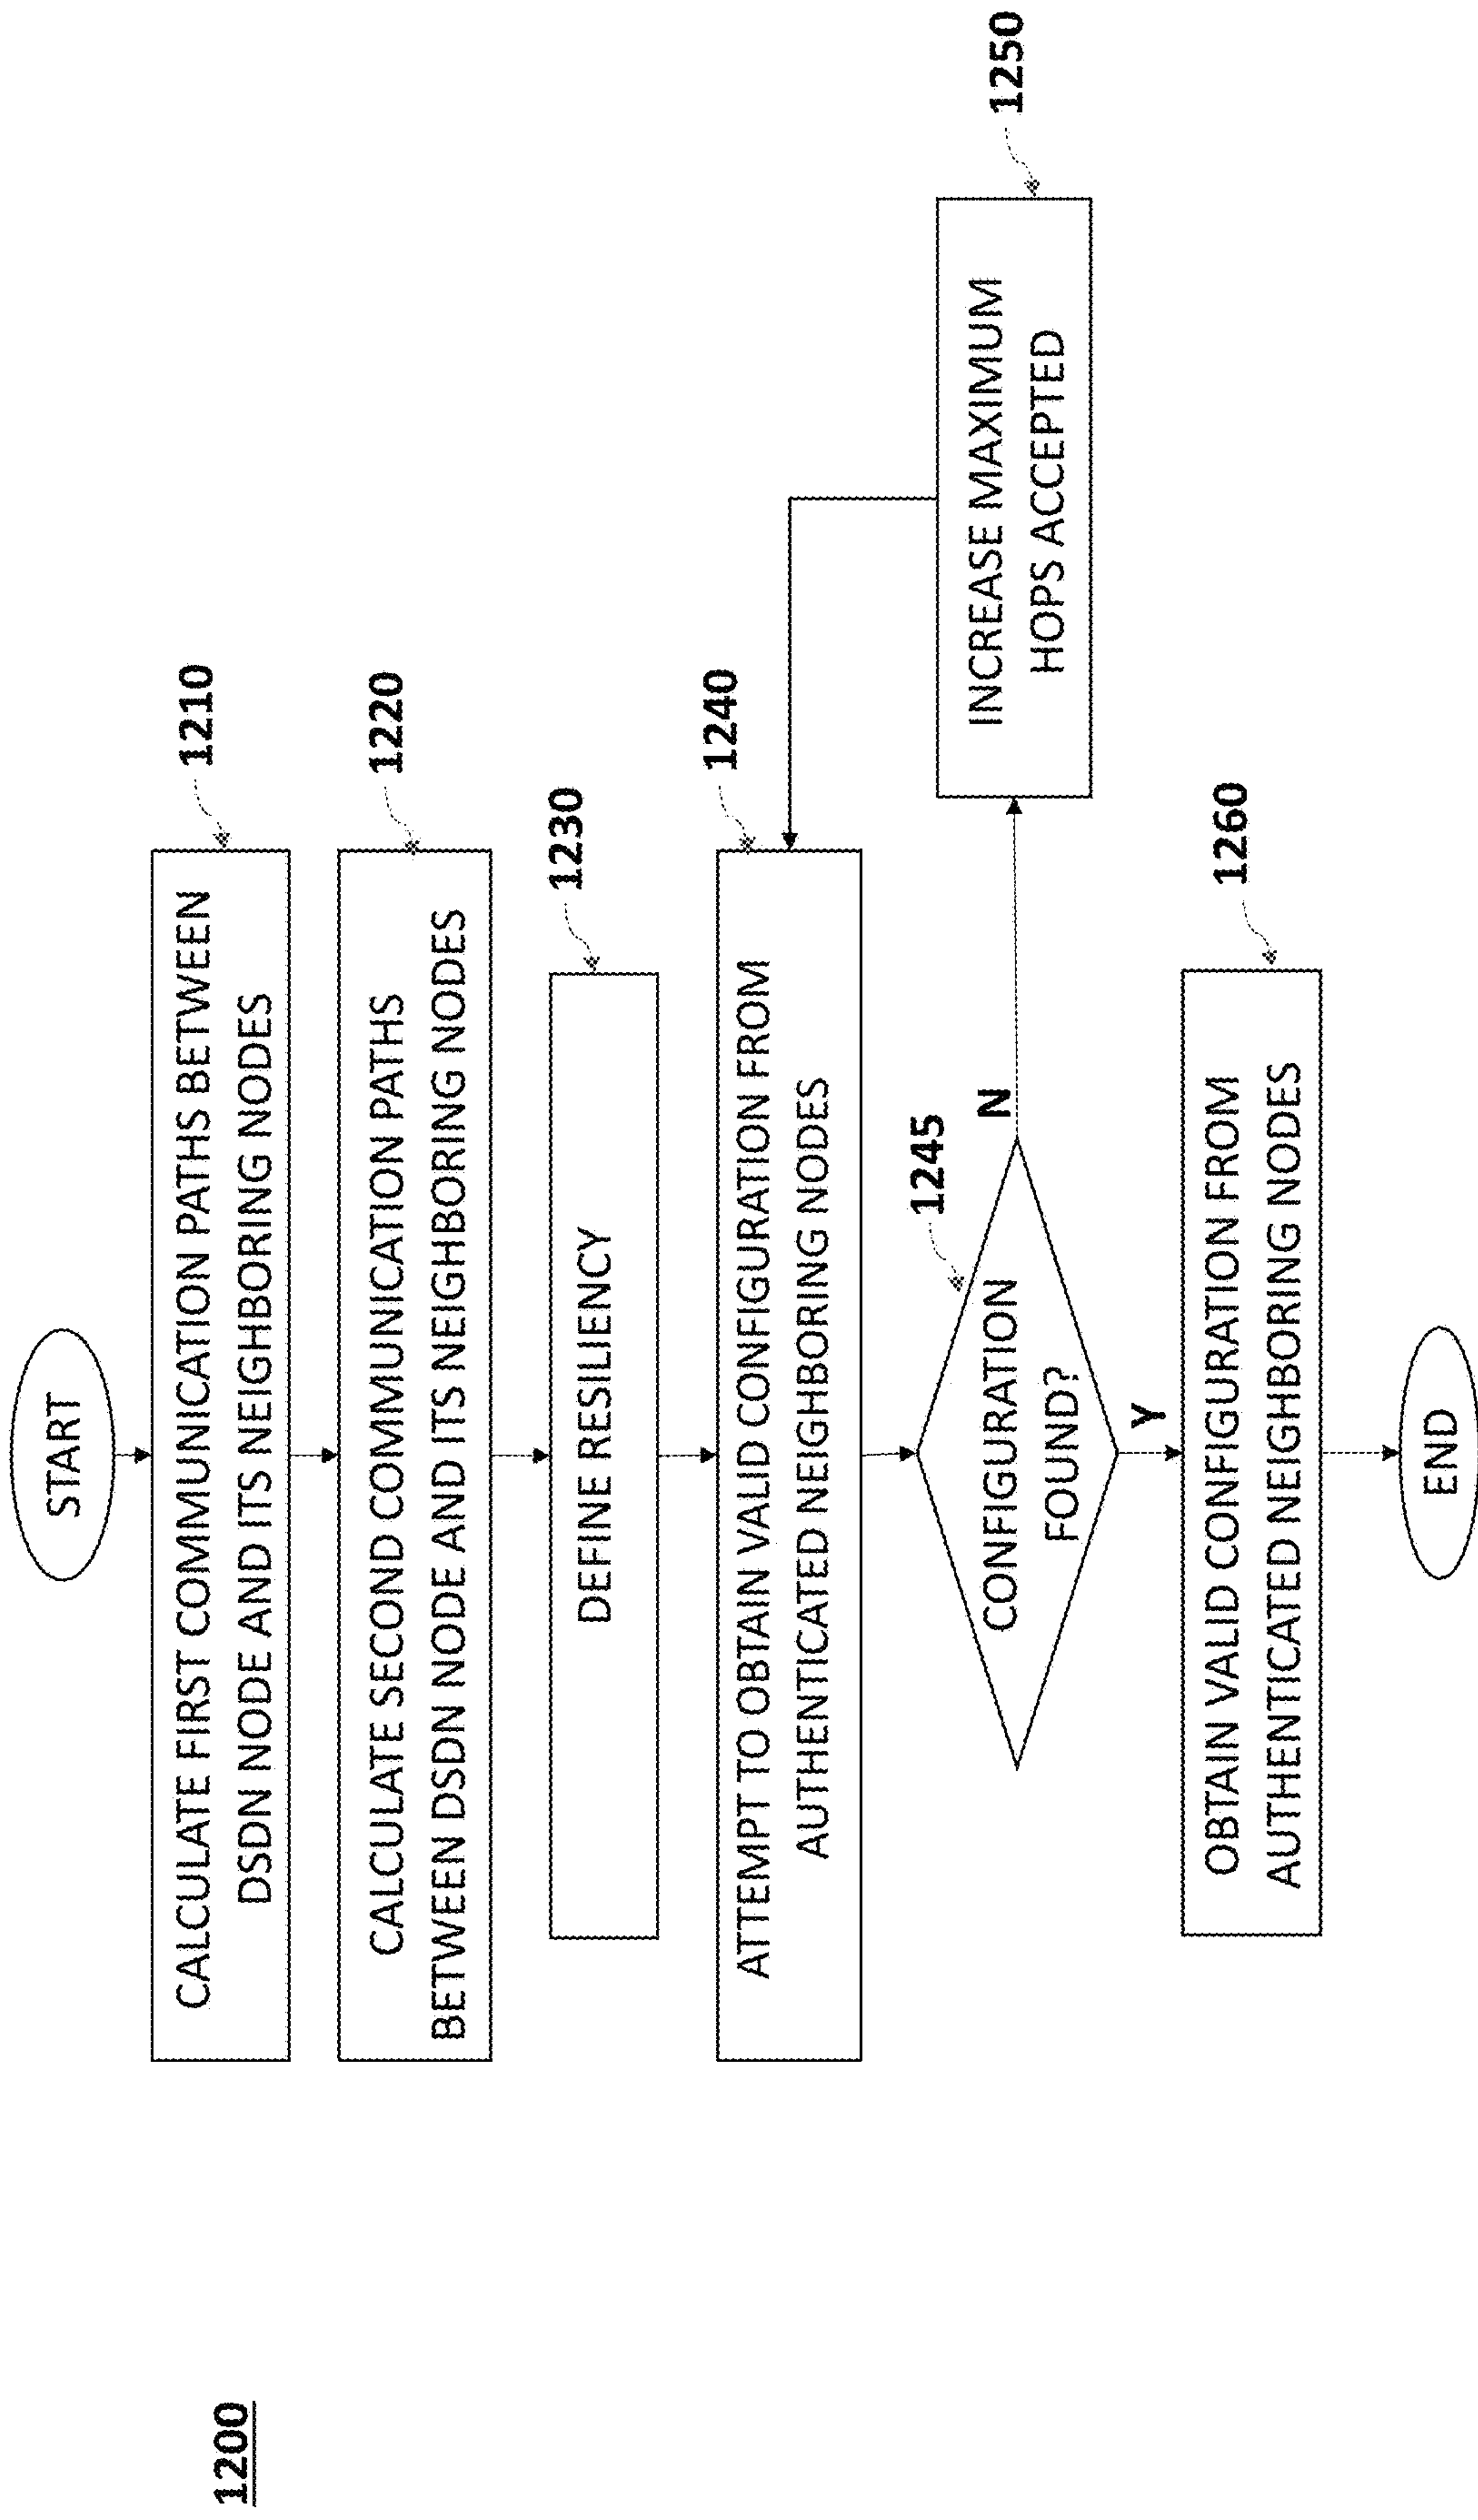 1200
START
1210
CALCULATE FIRST COMMUNICATION PATHS BETWEEN
DSDN NODE AND ITS NEIGHBORING NODES
1220
CALCULATE SECOND COMMUNICATION PATHS
BETWEEN DSDN NODE AND ITS NEIGHBORING NODES
1230
DEFINE RESILIENCY
1240
ATTEMPT TO OBTAIN VALID CONFIGURATION FROM
AUTHENTICATED NEIGHBORING NODES
1245
CONFIGURATION
FOUND?
N
1250
INCREASE MAXIMUM
HOPS ACCEPTED
Y
1260
OBTAIN VALID CONFIGURATION FROM
AUTHENTICATED NEIGHBORING NODES
END